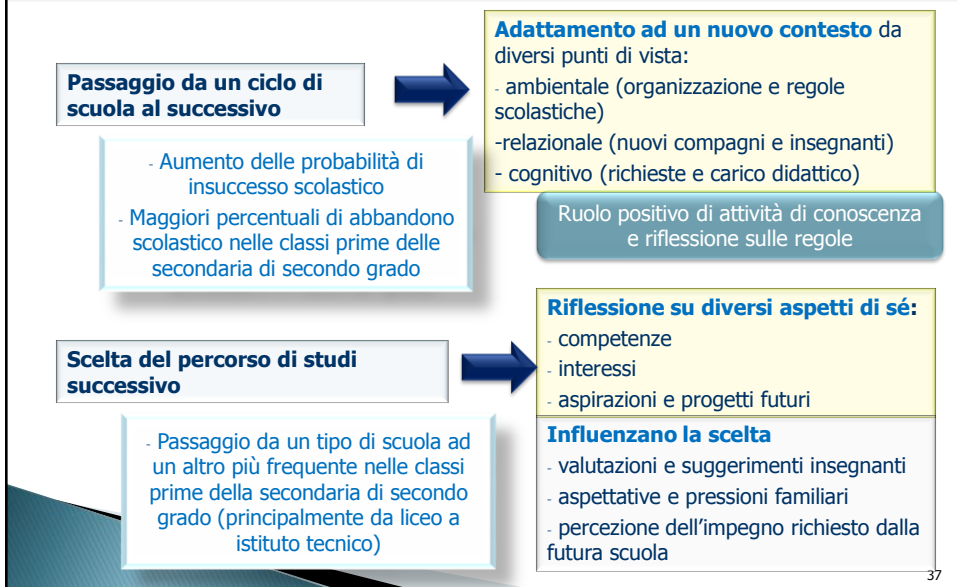 Passaggio da un ciclo di
scuola al successivo
Adattamento ad un nuovo contesto da
diversi punti di vista:
- ambientale (organizzazione e regole
scolastiche)
-relazionale (nuovi compagni e insegnanti)
- cognitivo (richieste e carico didattico)
- Aumento delle probabilità di
insuccesso scolastico
- Maggiori percentuali di abbandono
scolastico nelle classi prime delle
secondaria di secondo grado
Ruolo positivo di attività di conoscenza
e riflessione sulle regole
Scelta del percorso di studi
successivo
Riflessione su diversi aspetti di sé:
- competenze
- interessi
- aspirazioni e progetti futuri
- Passaggio da un tipo di scuola ad
un altro più frequente nelle classi
prime della secondaria di secondo
grado (principalmente da liceo a
istituto tecnico)
Influenzano la scelta
- valutazioni e suggerimenti insegnanti
- aspettative e pressioni familiari
- percezione dell'impegno richiesto dalla
futura scuola
37